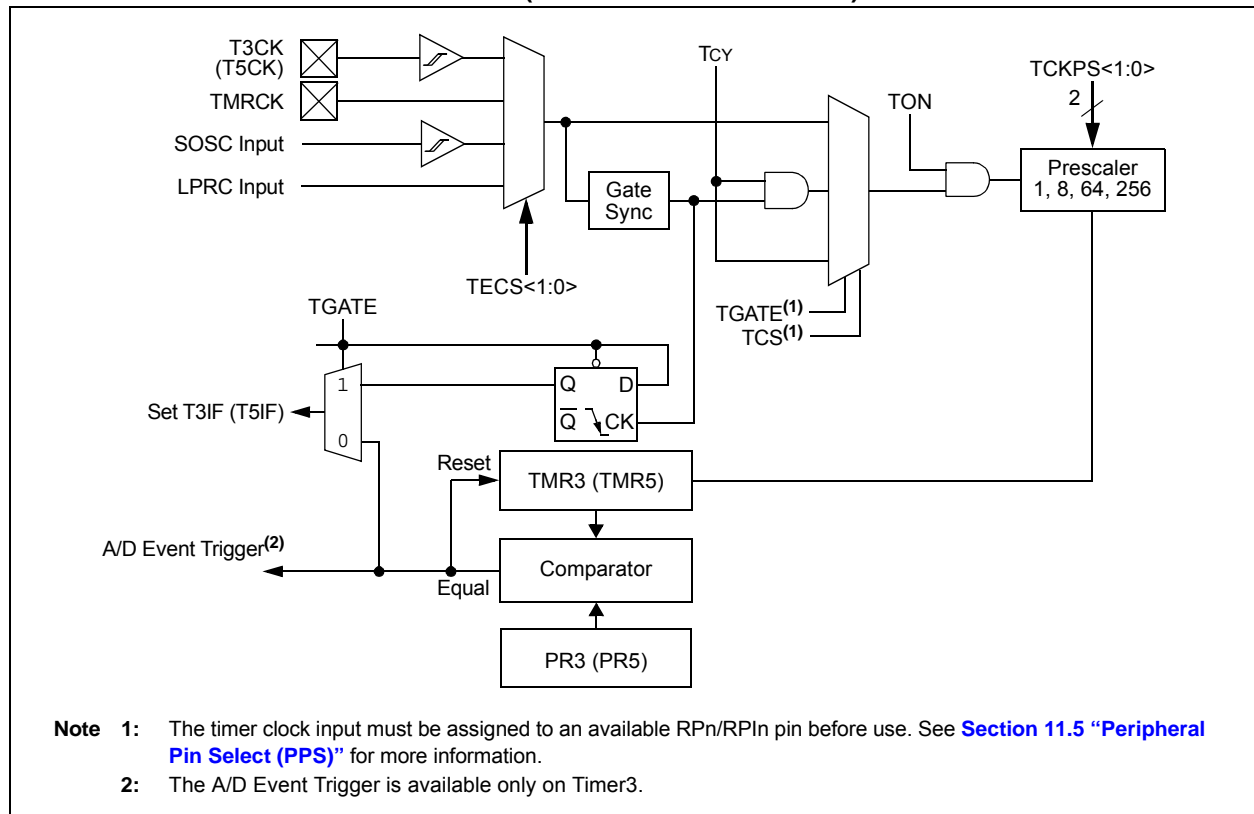 T3CK
(T5CK)
TMRCK
SOSC Input
LPRC Input
TECS<1:0>
Gate
Sync
TCY
TGATE(1)
TCS(1)
TON
TCKPS<1:0>
2
Prescaler
1, 8, 64, 256
TGATE
1
0
Set T3IF (T5IF)
Q D
Q CK
Reset
TMR3 (TMR5)
A/D Event Trigger(2)
Equal
Comparator
PR3 (PR5)
Note 1: The timer clock input must be assigned to an available RPn/RPIn pin before use. See Section 11.5 “Peripheral
Pin Select (PPS)” for more information.
2: The A/D Event Trigger is available only on Timer3.